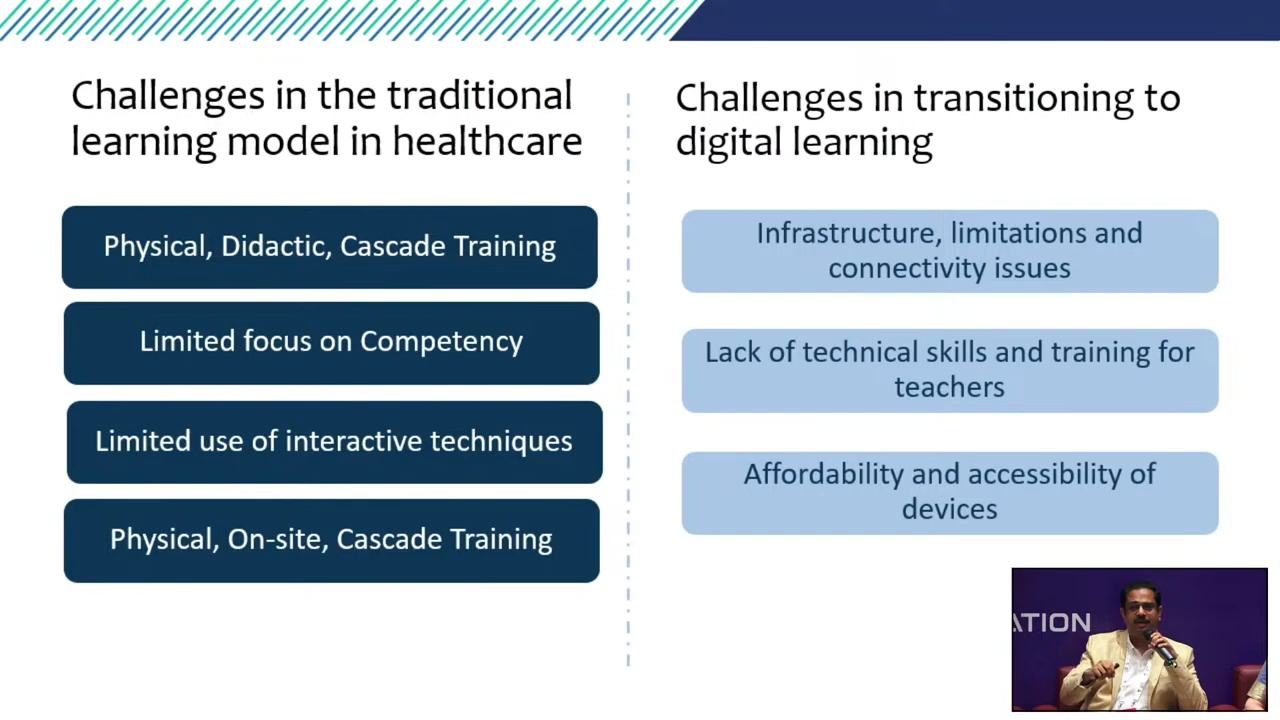 Challenges in the traditional
learning model in healthcare
Physical, Didactic, Cascade Training
Limited focus on Competency
Limited use of interactive techniques
Physical, On-site, Cascade Training
Challenges in transitioning to
digital learning
Infrastructure, limitations and
connectivity issues
Lack of technical skills and training for
teachers
Affordability and accessibility of
devices
ATION